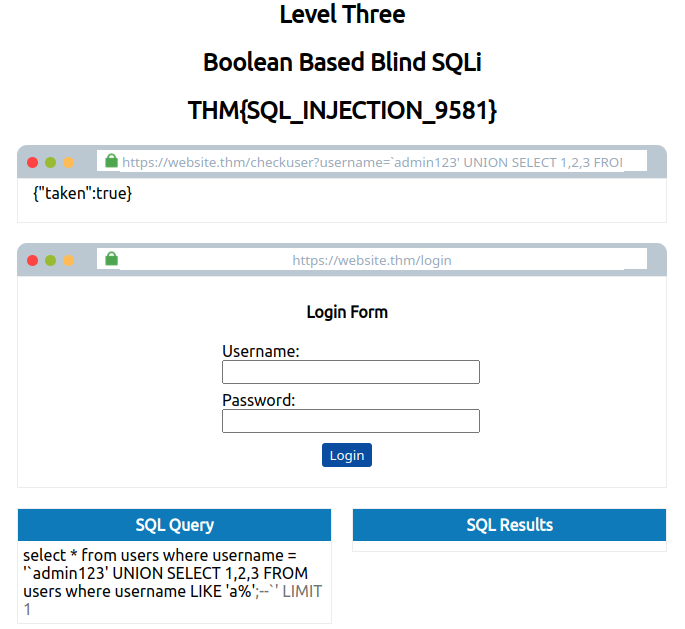 Level Three
Boolean Based Blind SQLi
THM{SQL_INJECTION_9581}
https://website.thm/checkuser?username=`admin123' UNION SELECT 1,2,3 FROM
{"taken":true}
https://website.thm/login
Login Form
Username:
Password:
Login
SQL Query
select * from users where username =
'`admin123' UNION SELECT 1,2,3 FROM
users where username LIKE 'a%';--`' LIMIT
1
SQL Results